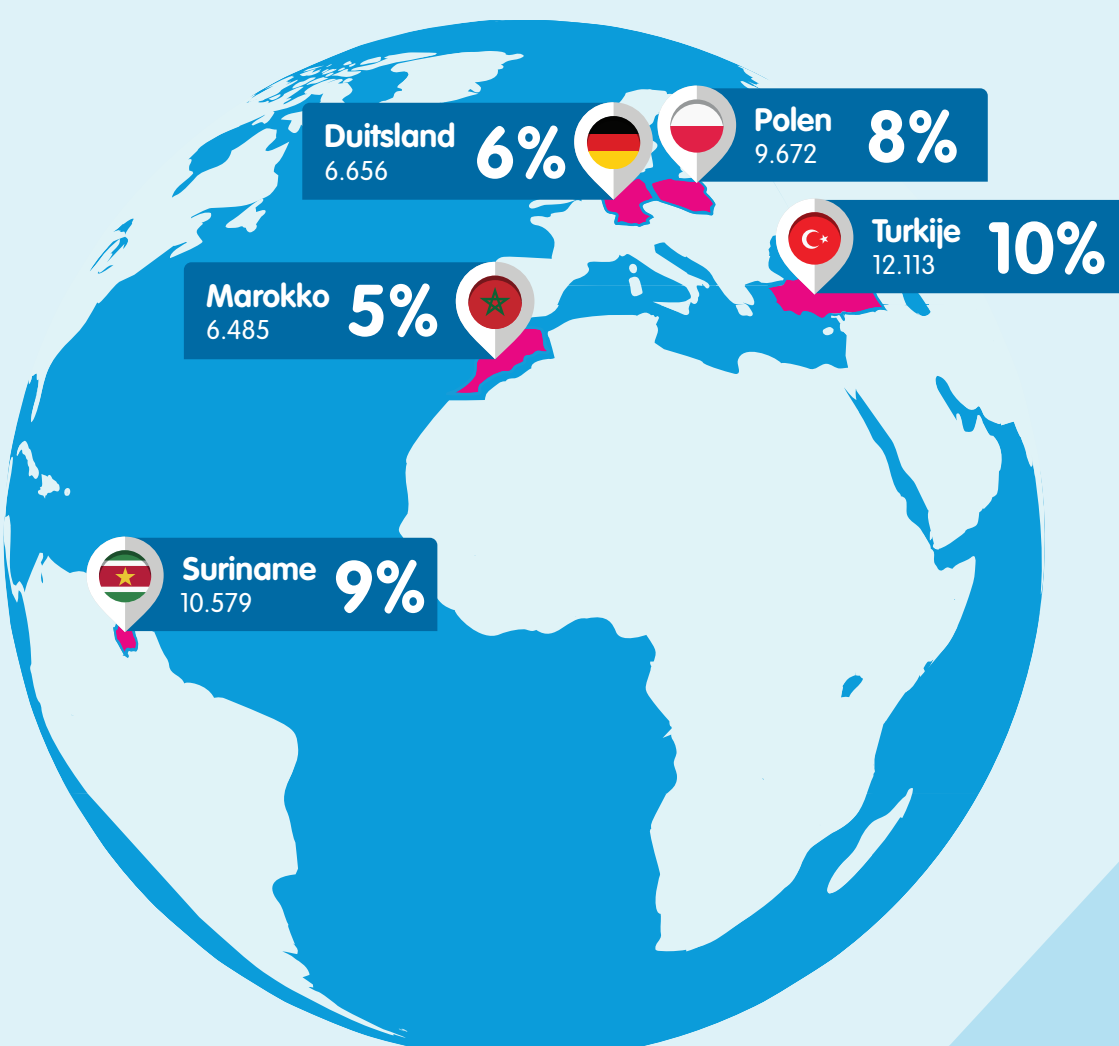 Duitsland
6.656
6%
Polen
9.672
8%
Turkije
12.113
10%
Marokko
6.485
5%
Suriname
10.579
9%